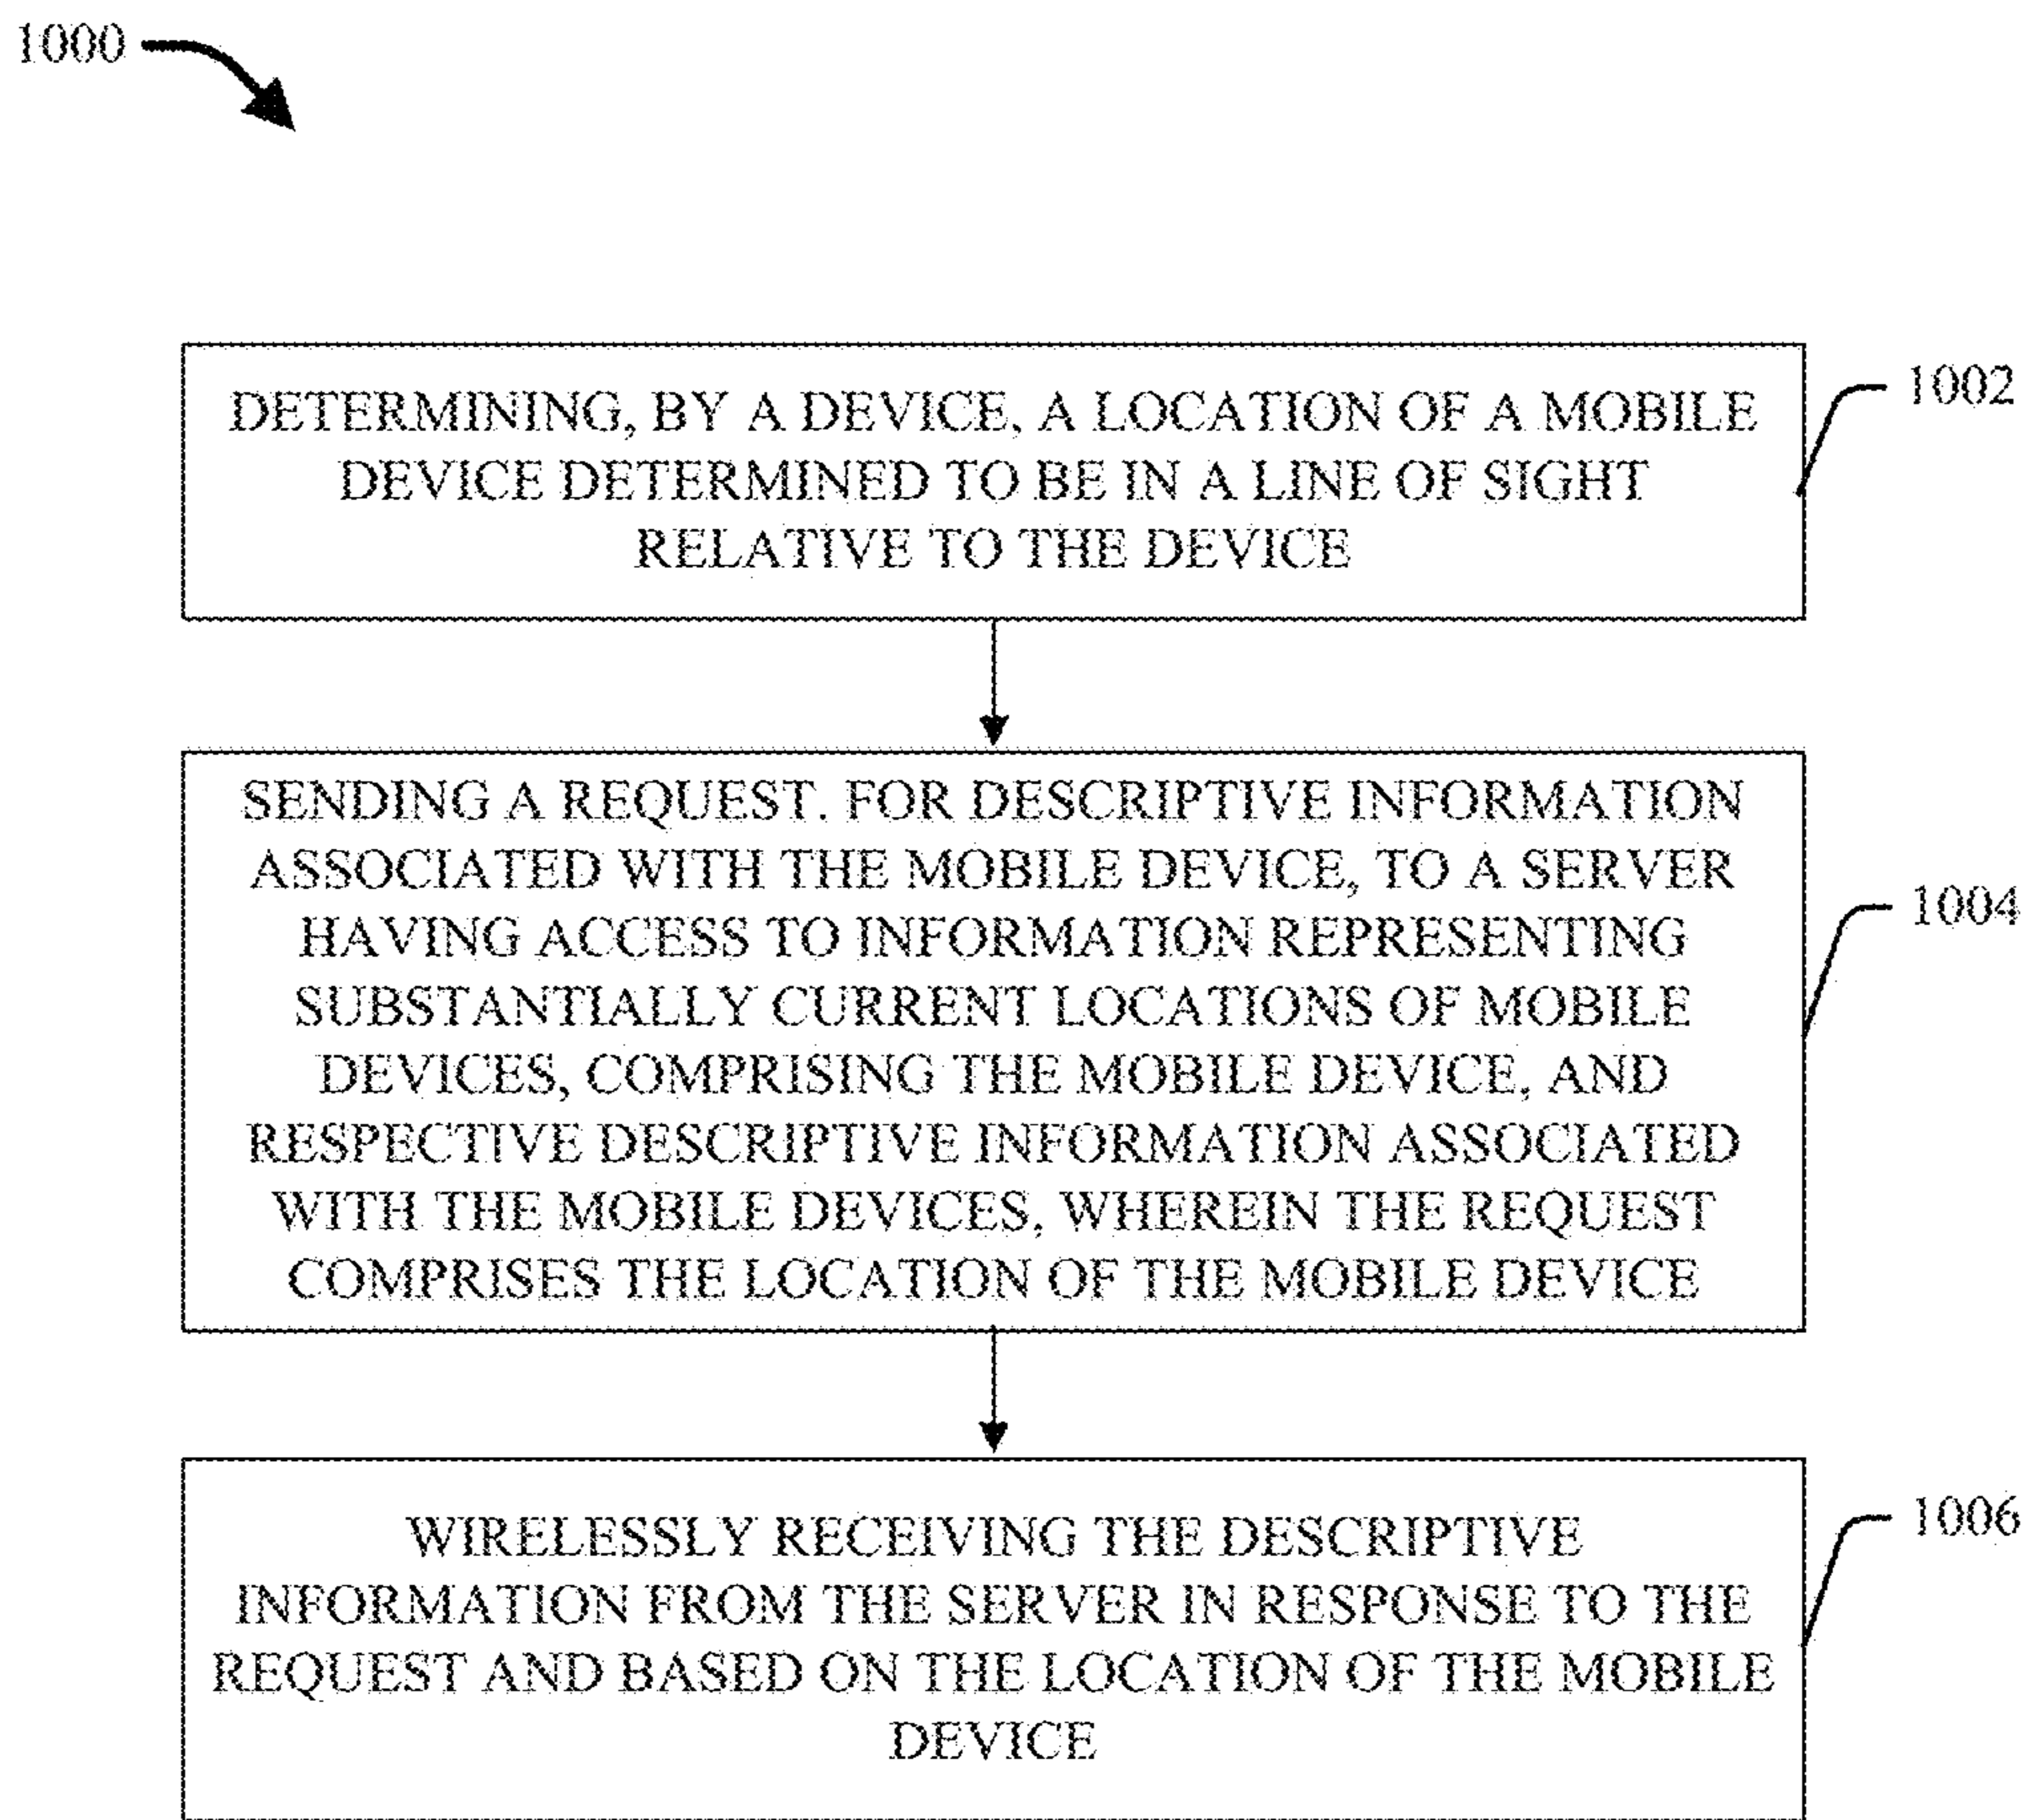 1000
DETERMINING, BY A DEVICE, A LOCATION OF A MOBILE
DEVICE DETERMINED TO BE IN A LINE OF SIGHT
RELATIVE TO THE DEVICE
1002
SENDING A REQUEST. FOR DESCRIPTIVE INFORMATION
ASSOCIATED WITH THE MOBILE DEVICE, TO A SERVER
HAVING ACCESS TO INFORMATION REPRESENTING
SUBSTANTIALLY CURRENT LOCATIONS OF MOBILE
DEVICES, COMPRISING THE MOBILE DEVICE, AND
RESPECTIVE DESCRIPTIVE INFORMATION ASSOCIATED
WITH THE MOBILE DEVICES, WHEREIN THE REQUEST
COMPRISES THE LOCATION OF THE MOBILE DEVICE
1004
WIRELESSLY RECEIVING THE DESCRIPTIVE
INFORMATION FROM THE SERVER IN RESPONSE TO THE
REQUEST AND BASED ON THE LOCATION OF THE MOBILE
DEVICE
1006